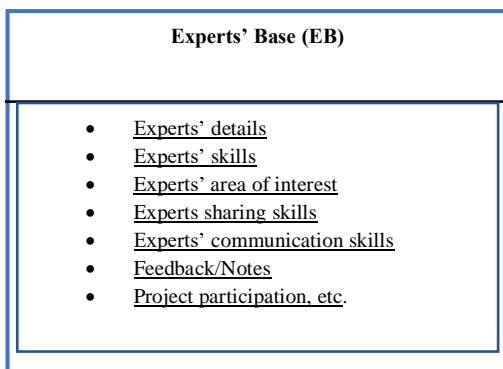 Experts’ Base (EB)
• Experts’ details
• Experts’ skills
• Experts’ area of interest
• Experts sharing skills
• Experts’ communication skills
• Feedback/Notes
• Project participation, etc.